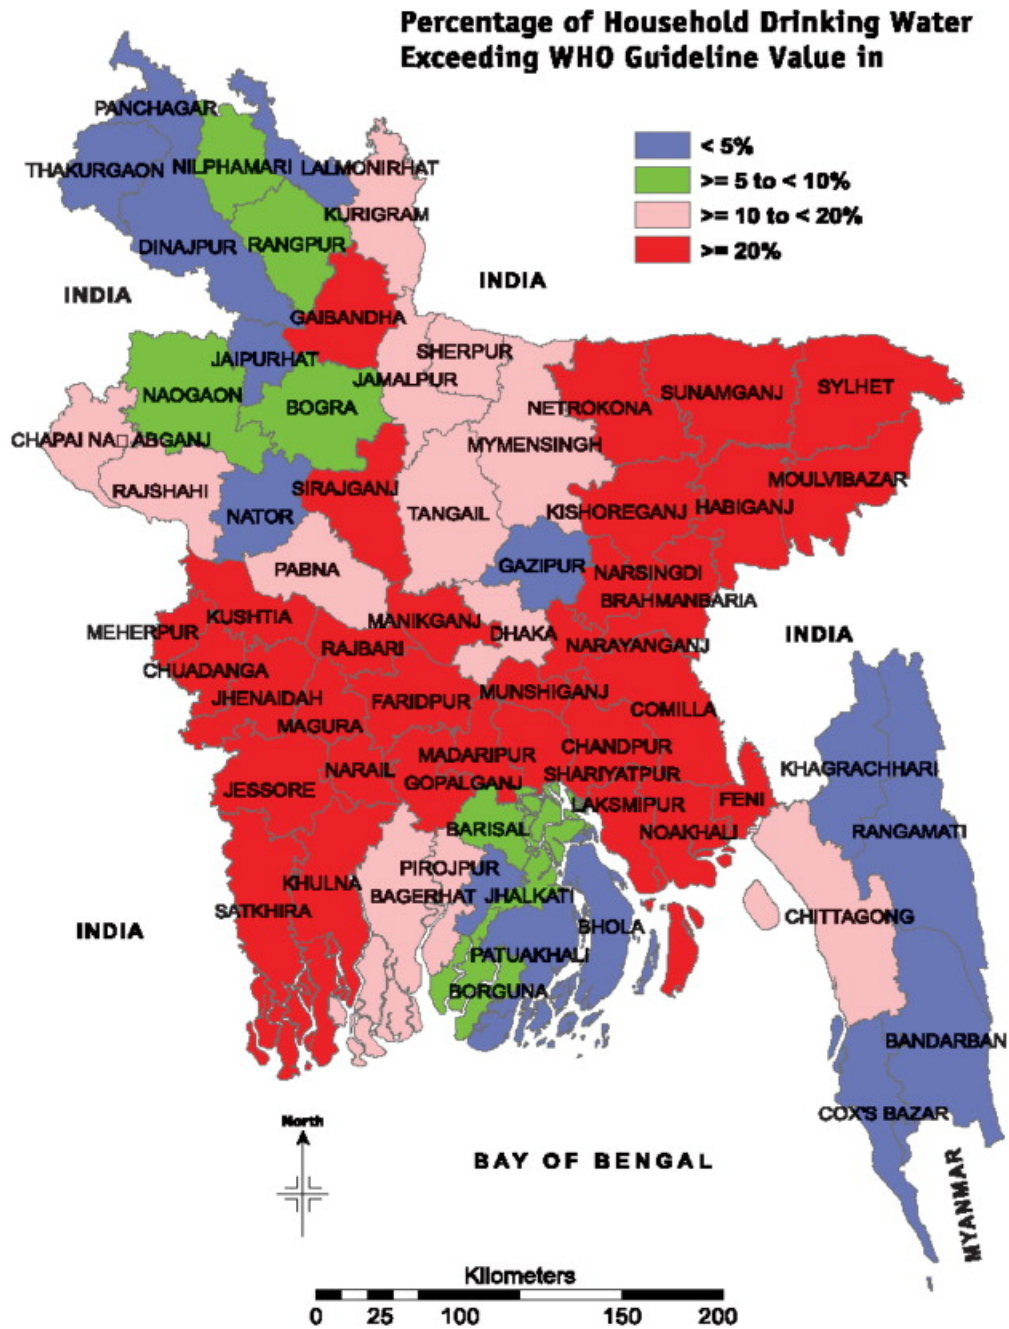 Percentage of Household Drinking Water
Exceeding WHO Guideline Value in
< 5%
>= 5 to < 10%
>= 10 to < 20%
>= 20%
PANCHAGAR
THAKURGAON
NILPHAMARI
LALMONIRHAT
KURIGRAM
DINAJPUR
RANGPUR
INDIA
INDIA
GAIBANDHA
JAIPURHAT
SHERPUR
JAMALPUR
NAOGAON
BOGRA
NETROKONA
SUNAMGANJ
SYLHET
CHAPAI NA□ABGANJ
MYMENSINGH
RAJSHAHI
SIRAJGANJ
MOULVIBAZAR
NATOR
TANGAIL
KISHOREGANJ
HABIGANJ
PABNA
GAZIPUR
NARSINGDI
BRAHMANBARIA
KUSHTIA
MANIKGANJ
MEHERPUR
DHAKA
INDIA
RAJBARI
NARAYANGANJ
CHUADANGA
JHENAIDAH
FARIDPUR
MUNSHIGANJ
COMILLA
MAGURA
MADARIPUR
CHANDPUR
NARAIL
GOPALGANJ
SHARIYATPUR
KHAGRACHHARI
JESSORE
LAKSMIPUR
FENI
BARISAL
NOAKHALI
RANGAMATI
PIROJPUR
KHULNA
BAGERHAT
JHALKATI
SATKHIRA
INDIA
BHOLA
CHITTAGONG
PATUAKHALI
BORGUNA
BANDARBAN
COX'S BAZAR
North
BAY OF BENGAL
MYANMAR
Kilometers
0 25 100 150 200